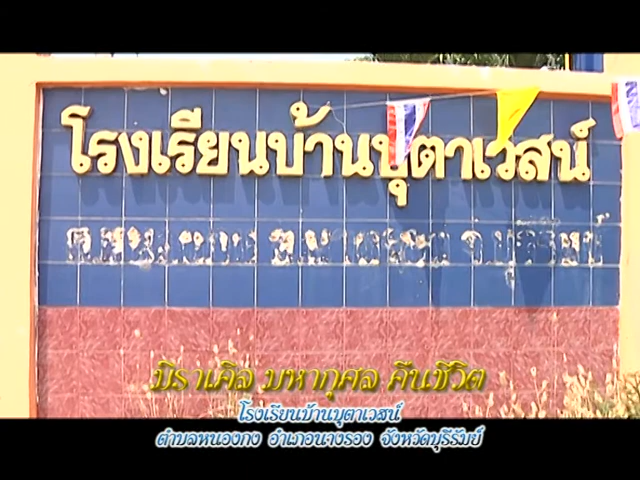 โรงเรียนบ้านบุตาเวสน์
มิราเคิล มหากุศล คืนชีวิต
โรงเรียนบ้านบุตาเวสน์
ตำบลหนองกง อำเภอนางรอง จังหวัดบุรีรัมย์